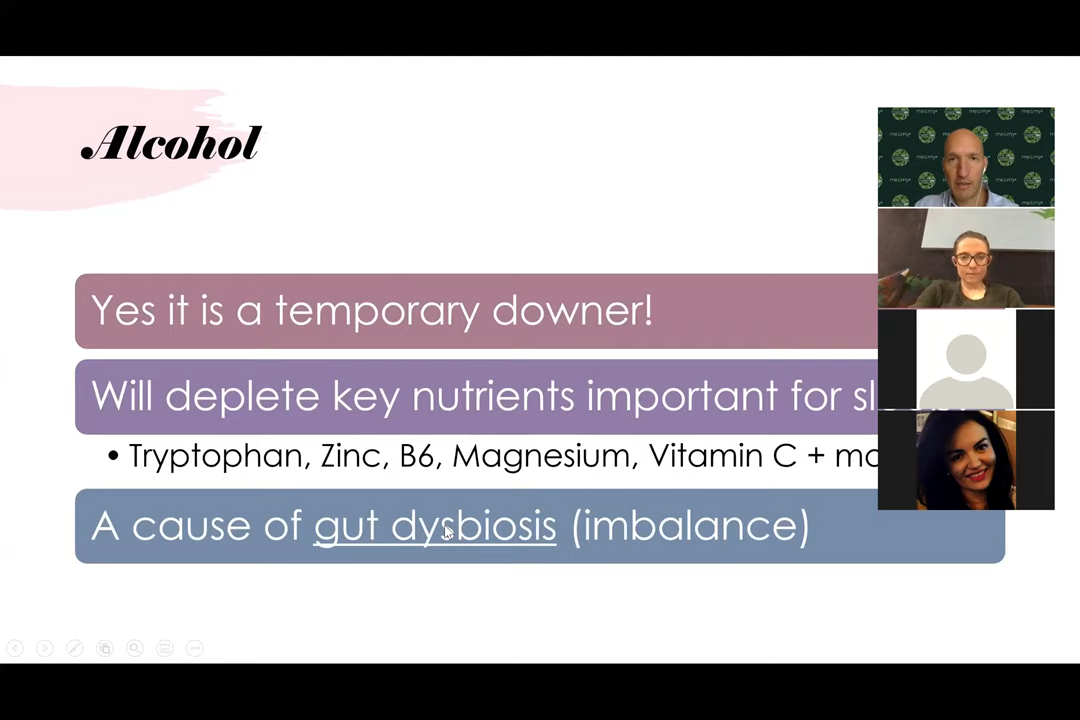 Alcohol
Yes it is a temporary downer!
Will deplete key nutrients important for
• Tryptophan, Zinc, B6, Magnesium, Vitamin C +
A cause of gut dysbiosis (imbalance)